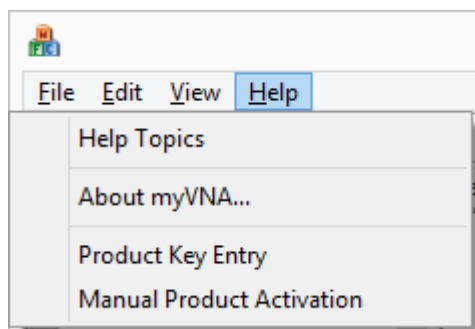 File Edit View Help
Help Topics
About myVNA...
Product Key Entry
Manual Product Activation